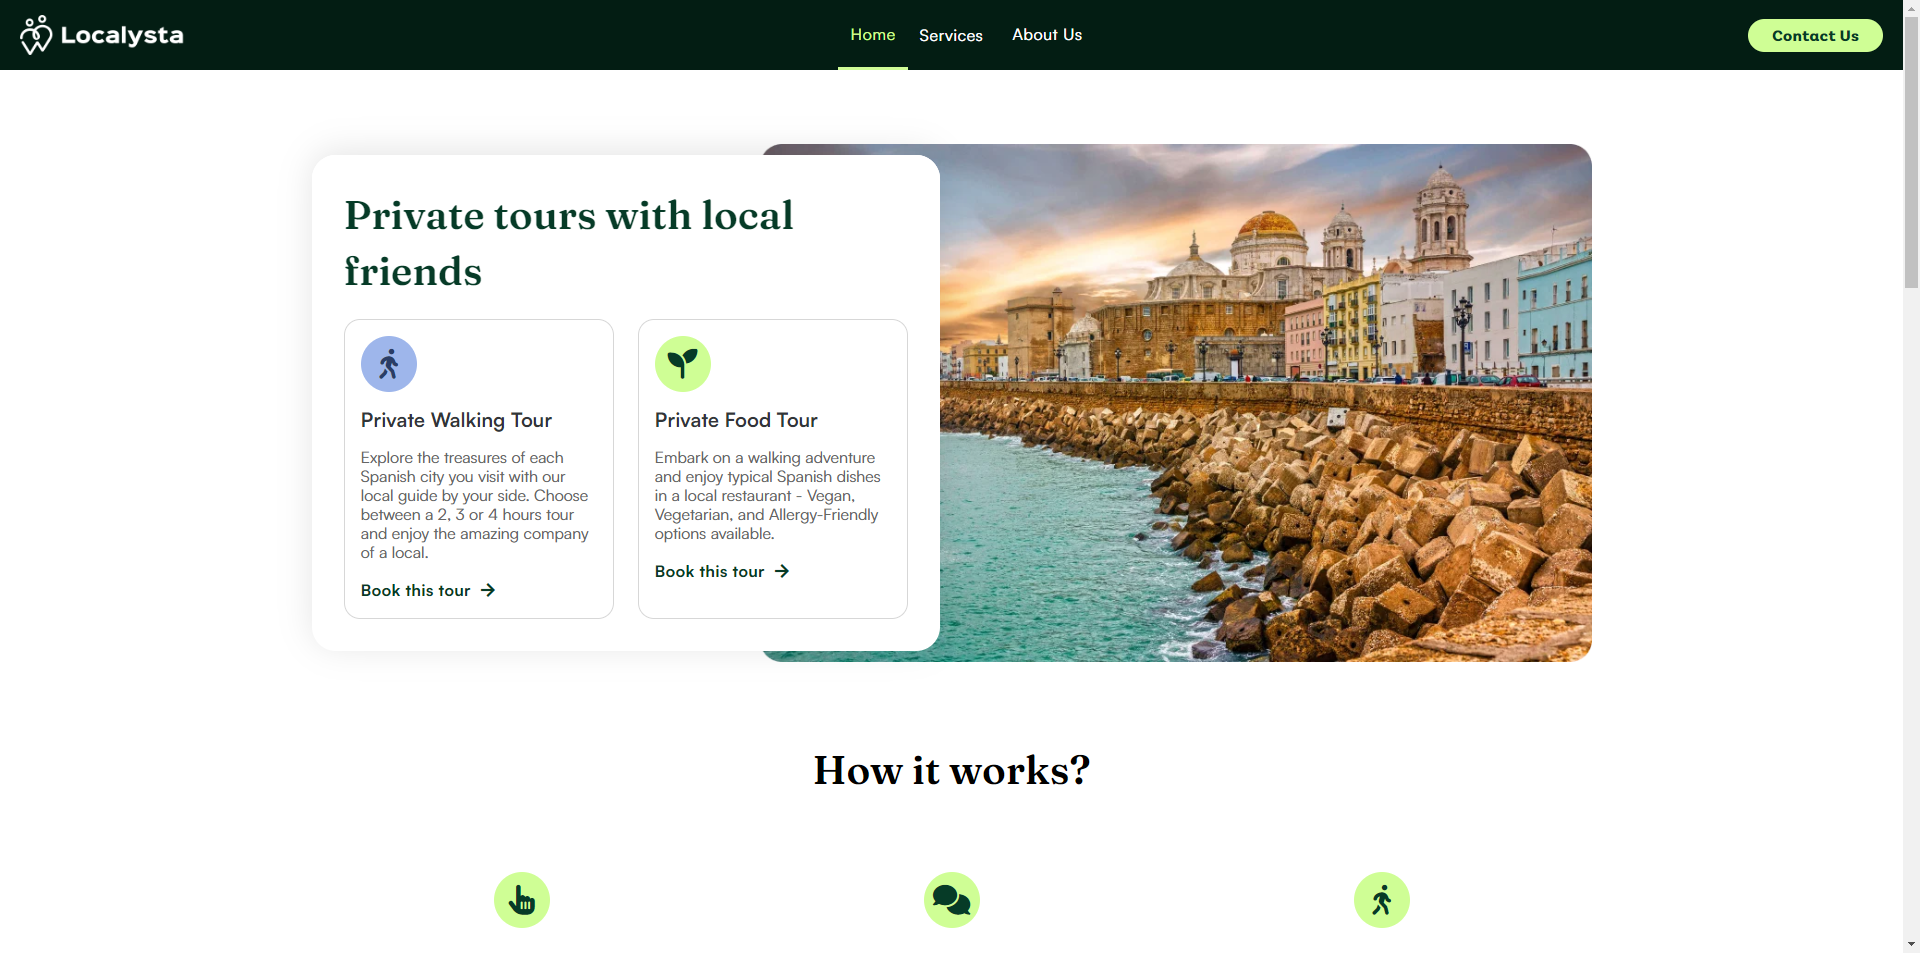 Localysta
Home
Services
About Us
Contact Us
Private tours with local
friends
Private Walking Tour
Explore the treasures of each
Spanish city you visit with our
local guide by your side. Choose
between a 2, 3 or 4 hours tour
and enjoy the amazing company
of a local.
Book this tour
Private Food Tour
Embark on a walking adventure
and enjoy typical Spanish dishes
in a local restaurant - Vegan,
Vegetarian, and Allergy-Friendly
options available.
Book this tour
How it works?